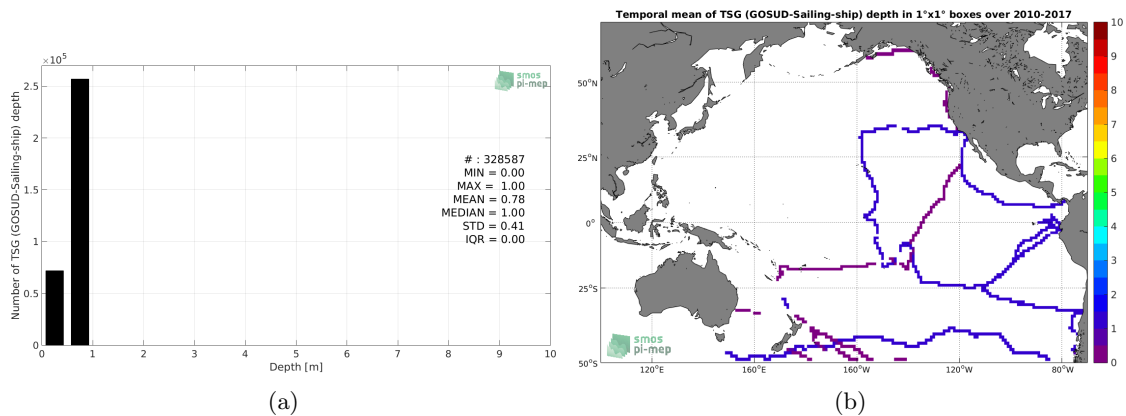 ×10⁵
2.5
2
1.5
1
0.5
0
0 1 2 3 4 5 6 7 8 9 10
Number of TSG (GOSUD-Sailing-ship) depth
Depth [m]
smos
pi-mep
# : 328587
MIN = 0.00
MAX = 1.00
MEAN = 0.78
MEDIAN = 1.00
STD = 0.41
IQR = 0.00
(a)
Temporal mean of TSG (GOSUD-Sailing-ship) depth in 1°x1° boxes over 2010-2017
50°N
25°N
0°
25°S
50°S
120°E 160°E 160°W 120°W 80°W
smos
pi-mep
10
9
8
7
6
5
4
3
2
1
0
(b)